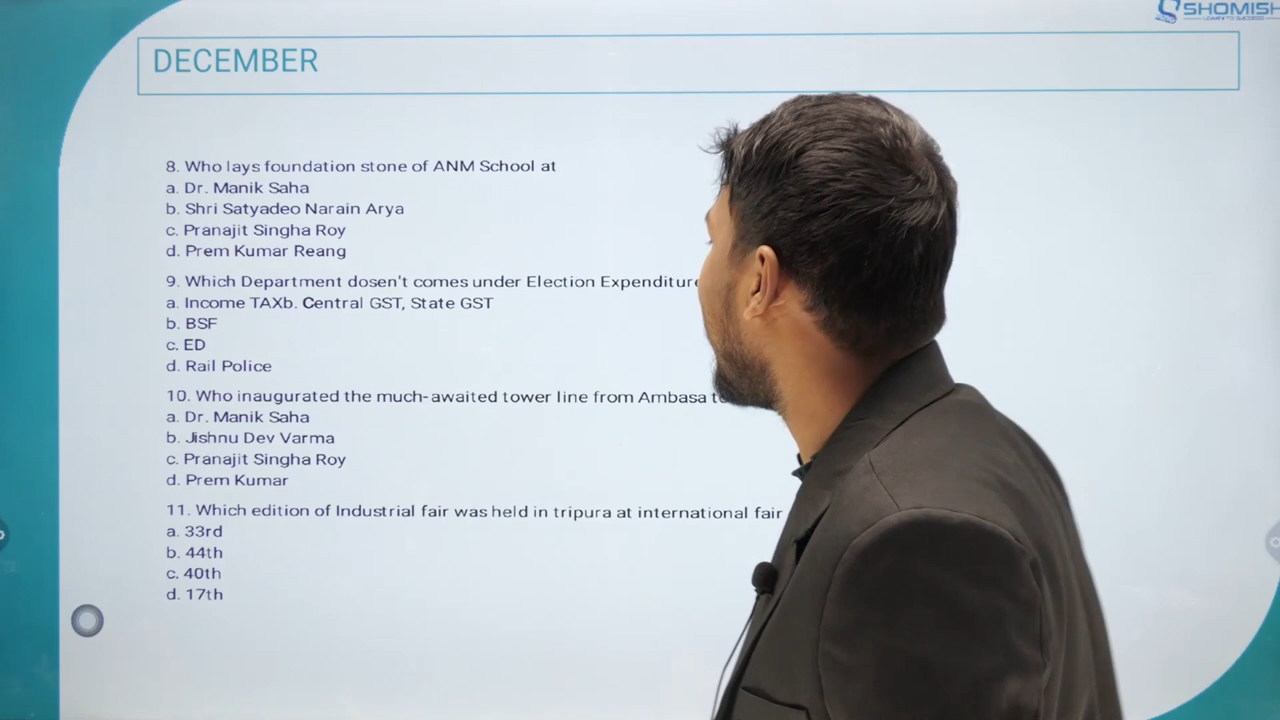 SHOMISH
LEARN TO SUCCEED
DECEMBER
8. Who lays foundation stone of ANM School at
a. Dr. Manik Saha
b. Shri Satyadeo Narain Arya
c. Pranajit Singha Roy
d. Prem Kumar Reang
9. Which Department dosen't comes under Election Expenditure
a. Income TAXb. Central GST, State GST
b. BSF
c. ED
d. Rail Police
10. Who inaugurated the much-awaited tower line from Ambasa
a. Dr. Manik Saha
b. Jishnu Dev Varma
c. Pranajit Singha Roy
d. Prem Kumar
11. Which edition of Industrial fair was held in tripura at international fair
a. 33rd
b. 44th
c. 40th
d. 17th